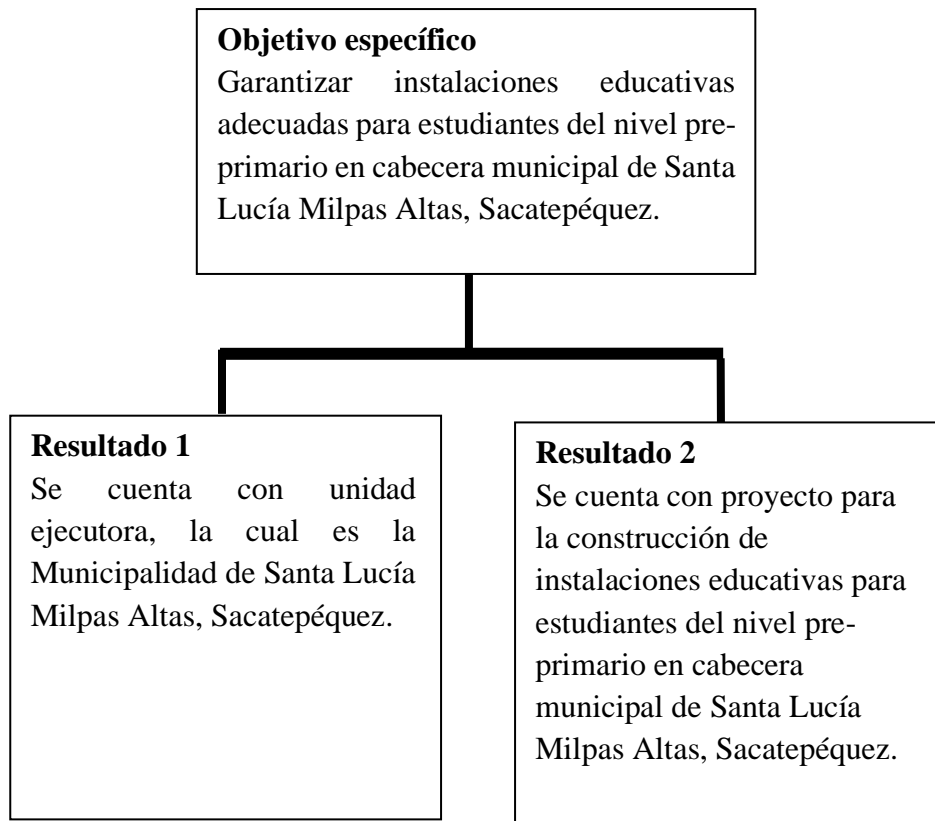 Objetivo específico
Garantizar instalaciones educativas
adecuadas para estudiantes del nivel pre-
primario en cabecera municipal de Santa
Lucía Milpas Altas, Sacatepéquez.
Resultado 1
Se cuenta con unidad
ejecutora, la cual es la
Municipalidad de Santa Lucía
Milpas Altas, Sacatepéquez.
Resultado 2
Se cuenta con proyecto para
la construcción de
instalaciones educativas para
estudiantes del nivel pre-
primario en cabecera
municipal de Santa Lucía
Milpas Altas, Sacatepéquez.